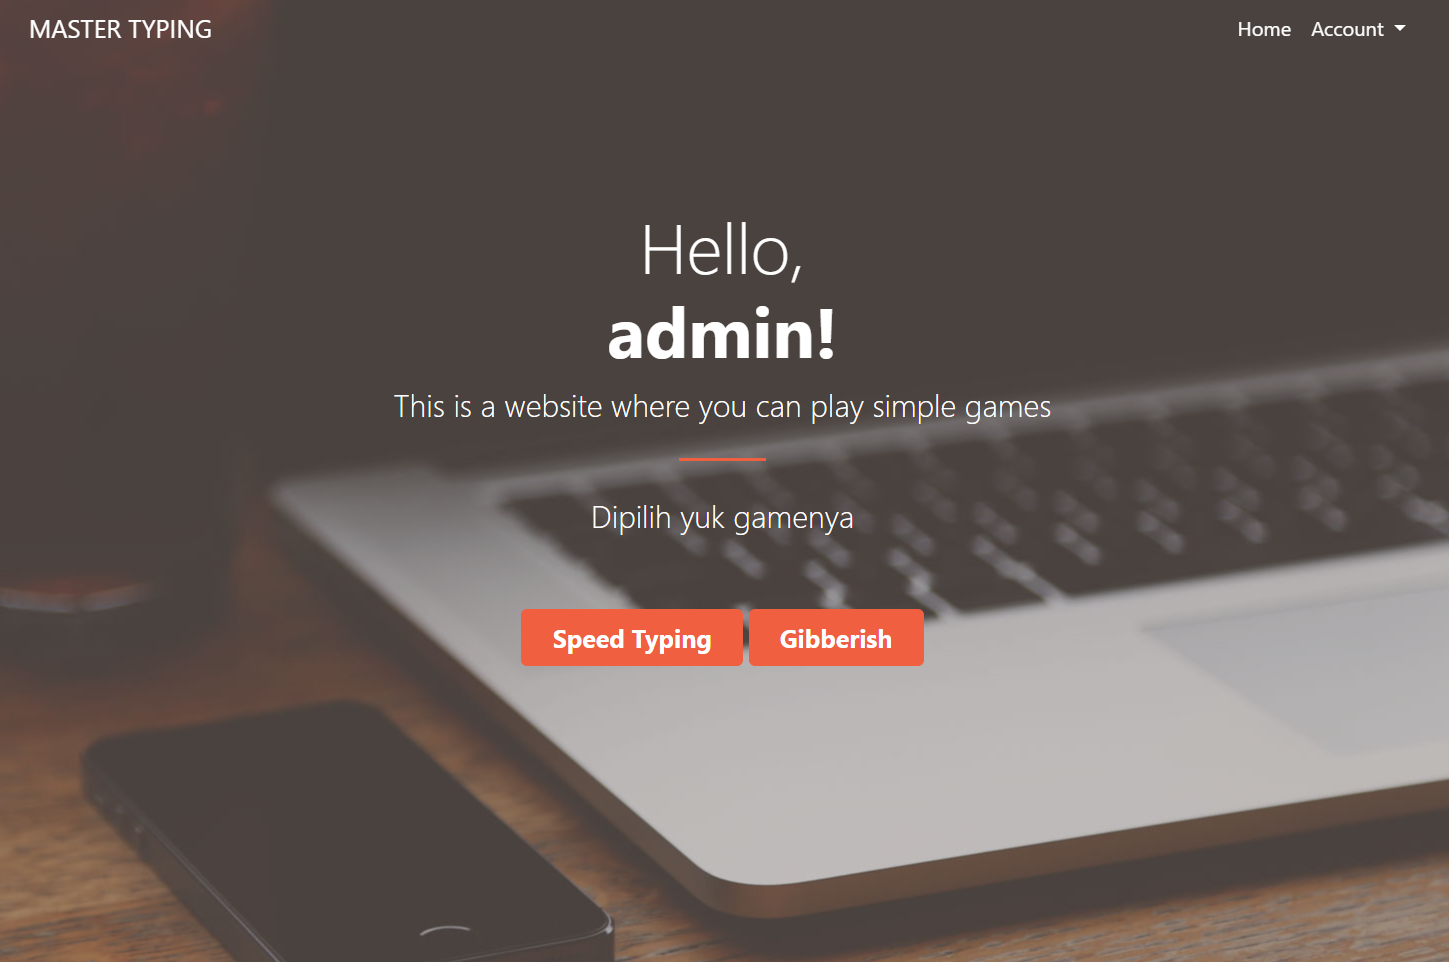 MASTER TYPING
Home
Account
Hello,
admin!
This is a website where you can play simple games
Dipilih yuk gamenya
Speed Typing
Gibberish